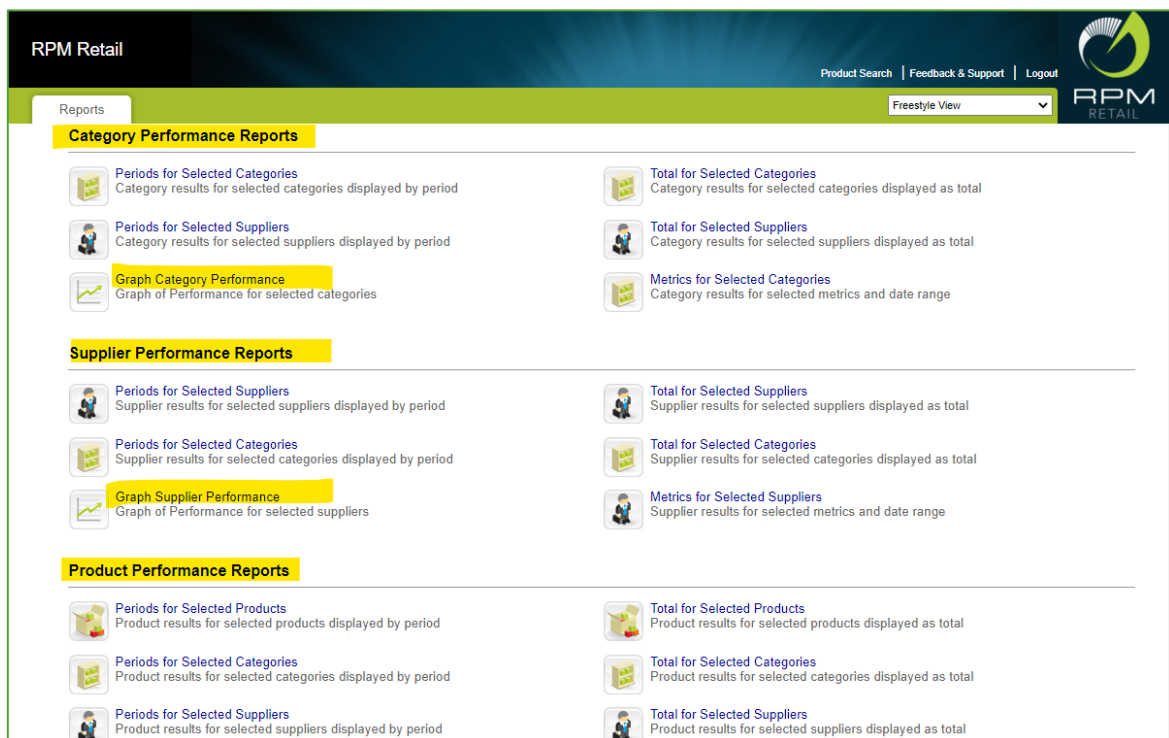 RPM Retail
Product Search | Feedback & Support | Logout
RPM
RETAIL
Reports
Freestyle View
Category Performance Reports
Periods for Selected Categories
Category results for selected categories displayed by period
Total for Selected Categories
Category results for selected categories displayed as total
Periods for Selected Suppliers
Category results for selected suppliers displayed by period
Total for Selected Suppliers
Category results for selected suppliers displayed as total
Graph Category Performance
Graph of Performance for selected categories
Metrics for Selected Categories
Category results for selected metrics and date range
Supplier Performance Reports
Periods for Selected Suppliers
Supplier results for selected suppliers displayed by period
Total for Selected Suppliers
Supplier results for selected suppliers displayed as total
Periods for Selected Categories
Supplier results for selected categories displayed by period
Total for Selected Categories
Supplier results for selected categories displayed as total
Graph Supplier Performance
Graph of Performance for selected suppliers
Metrics for Selected Suppliers
Supplier results for selected metrics and date range
Product Performance Reports
Periods for Selected Products
Product results for selected products displayed by period
Total for Selected Products
Product results for selected products displayed as total
Periods for Selected Categories
Product results for selected categories displayed by period
Total for Selected Categories
Product results for selected categories displayed as total
Periods for Selected Suppliers
Product results for selected suppliers displayed by period
Total for Selected Suppliers
Product results for selected suppliers displayed as total